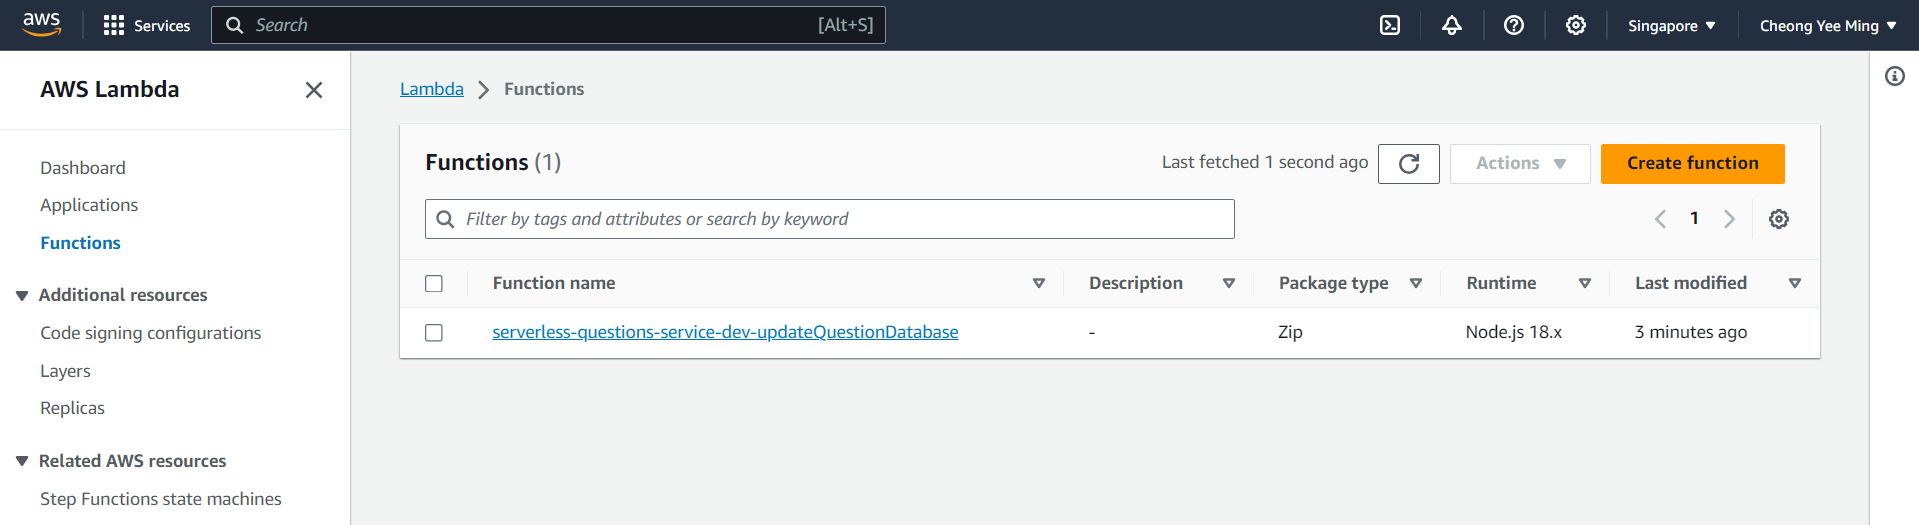 aws
Services
Search
[Alt+S]
Singapore
Cheong Yee Ming
AWS Lambda
Dashboard
Applications
Functions
Additional resources
Code signing configurations
Layers
Replicas
Related AWS resources
Step Functions state machines
Lambda
Functions
Functions (1)
Last fetched 1 second ago
Actions
Create function
Filter by tags and attributes or search by keyword
1
Function name
Description
Package type
Runtime
Last modified
serverless-questions-service-dev-updateQuestionDatabase
-
Zip
Node.js 18.x
3 minutes ago